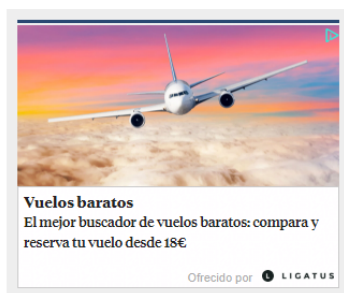 Vuelos baratos
El mejor buscador de vuelos baratos: compara y
reserva tu vuelo desde 18€
Ofrecido por LIGATUS